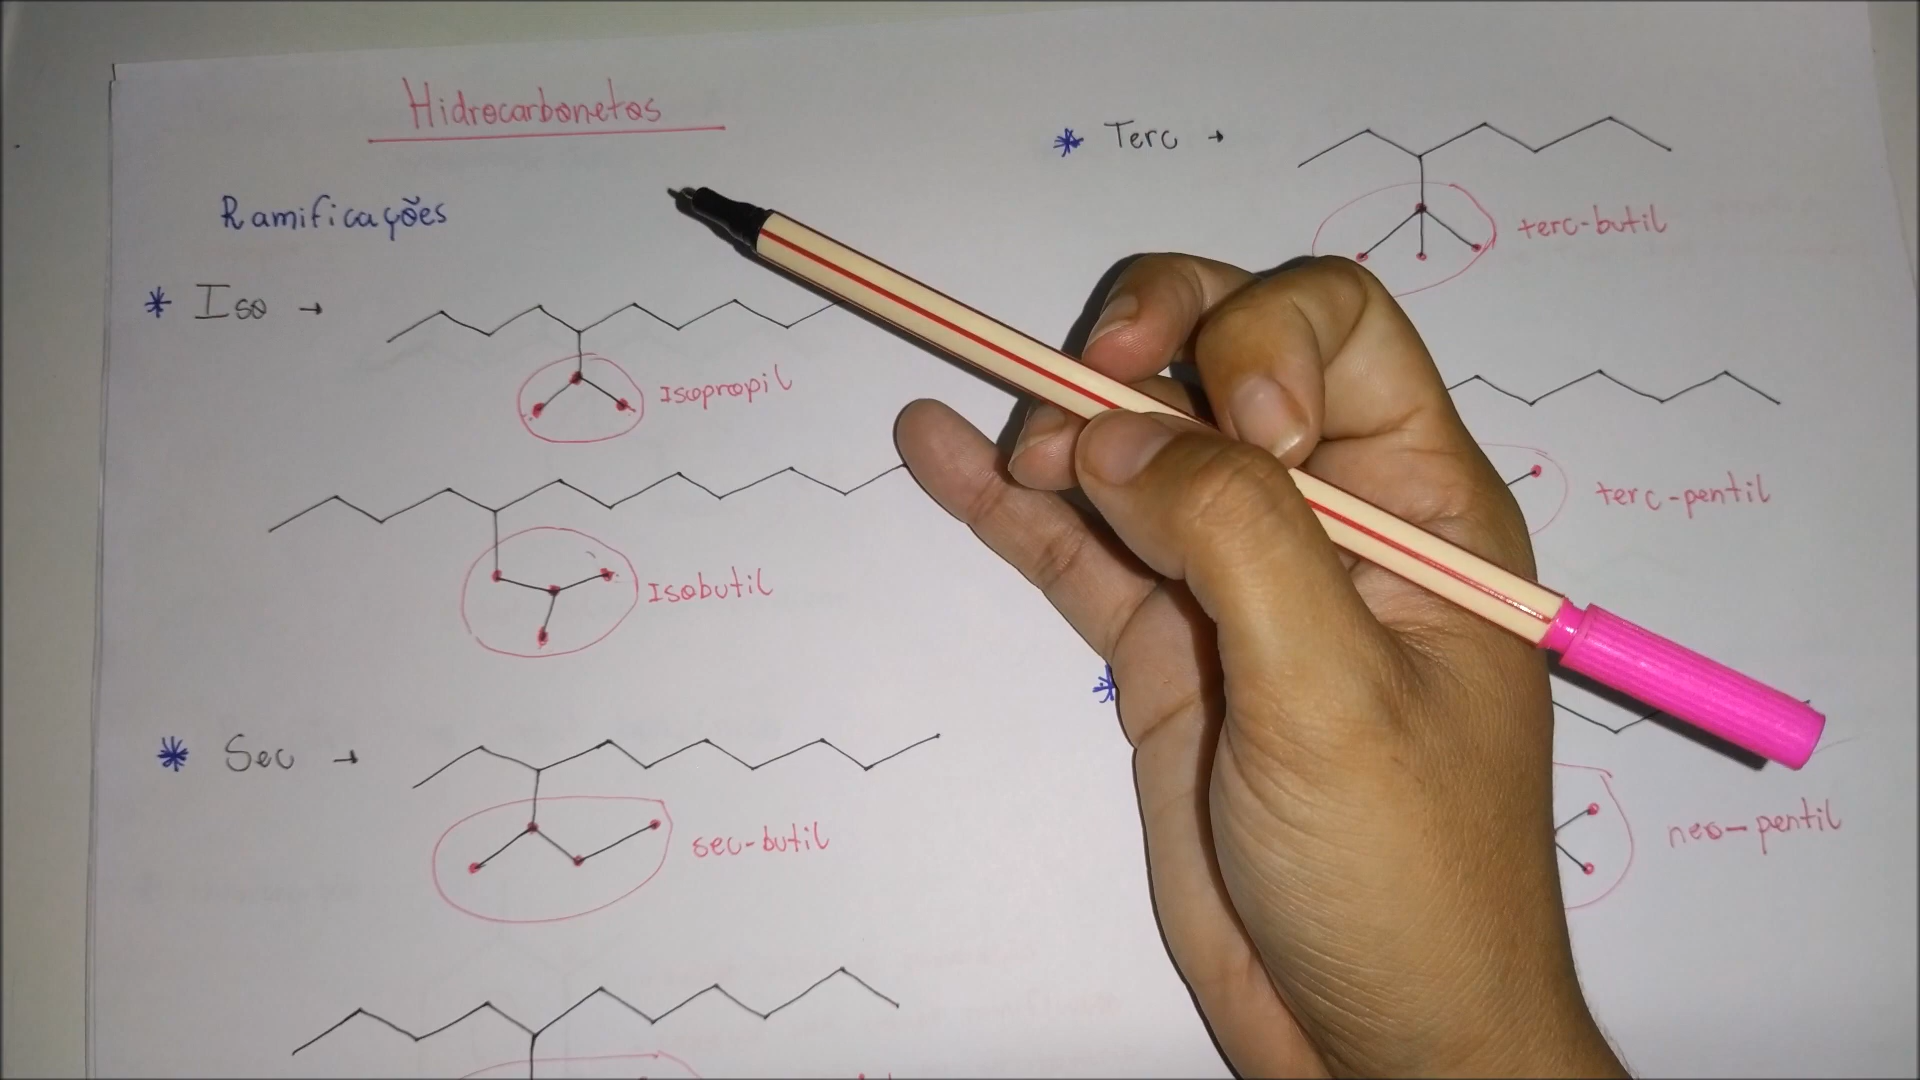 Hidrocarbonetos
Ramificações
* Iso →
Isopropil
Isobutil
* Sec →
sec-butil
* Terc →
terc-butil
terc-pentil
*
neo-pentil